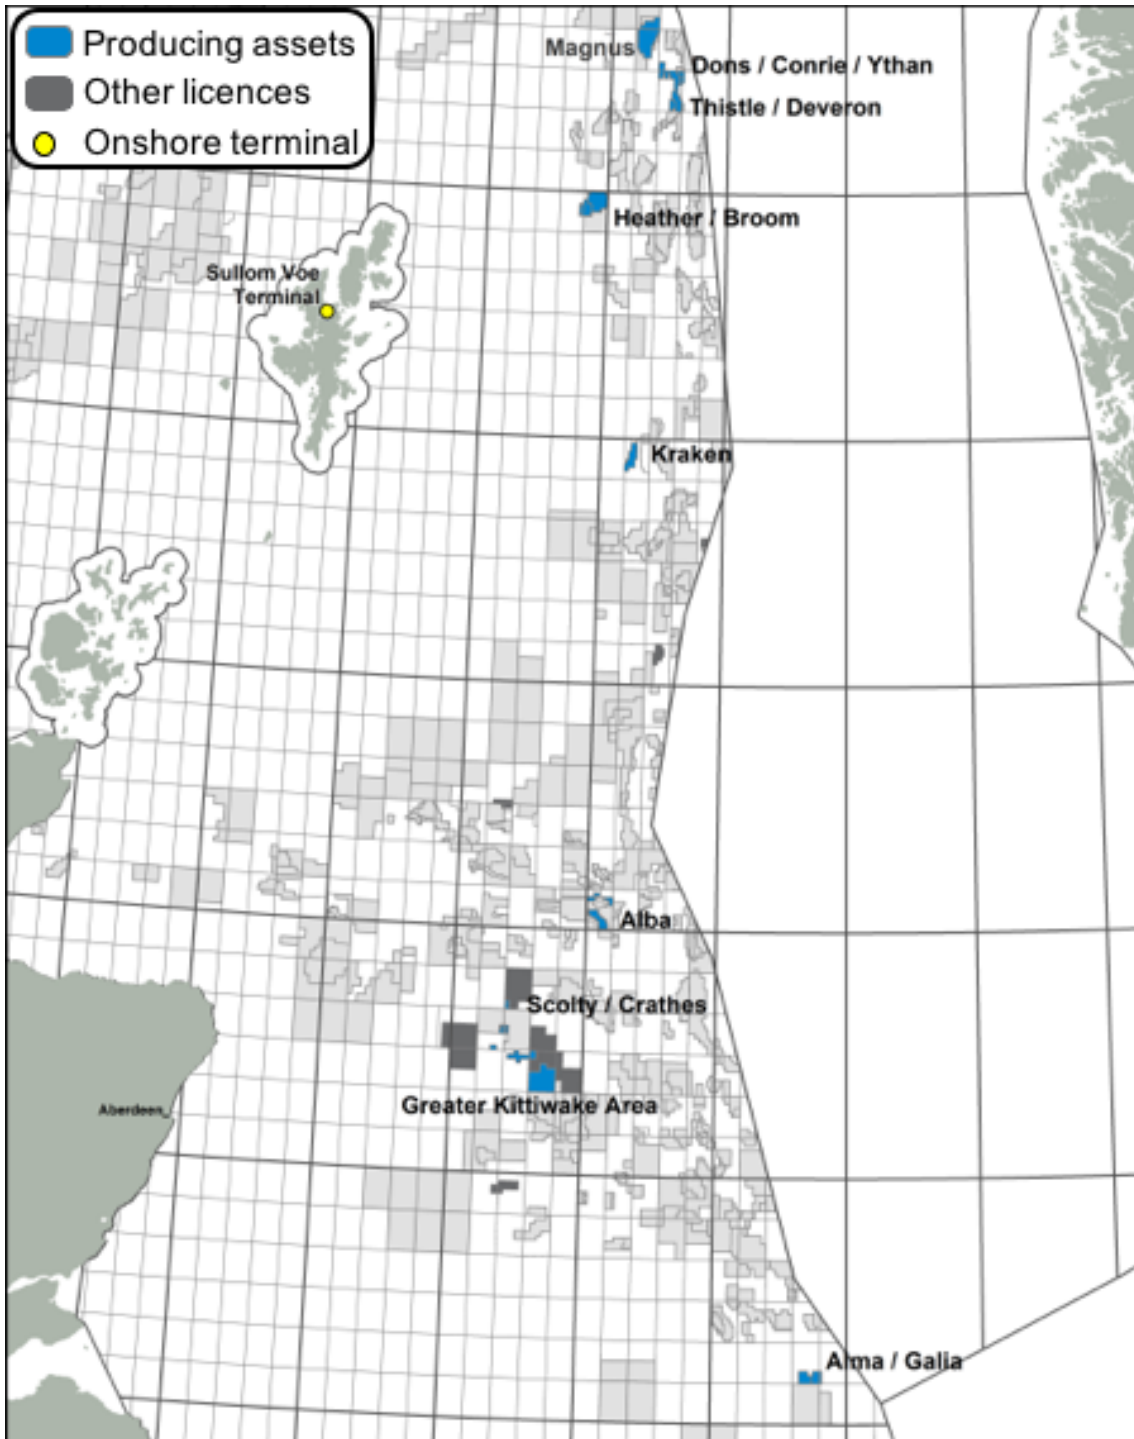 Producing assets
Other licences
Onshore terminal
Magnus
Dons / Conrie / Ythan
Thistle / Deveron
Heather / Broom
Sullom Voe
Terminal
Kraken
Alba
Scolty / Crathes
Greater Kittiwake Area
Aberdeen
Alma / Galia